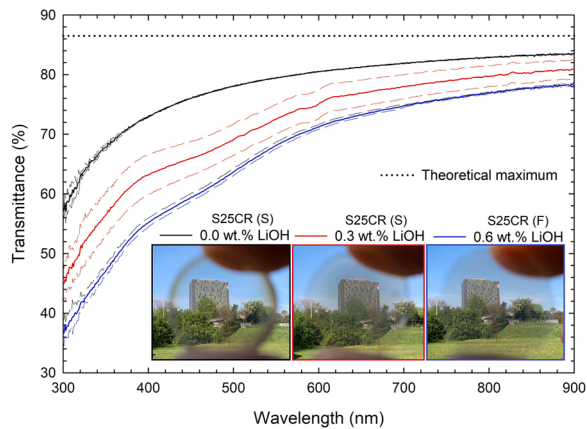 90
80
70
60
50
40
30
Transmittance (%)
Theoretical maximum
S25CR (S) S25CR (S) S25CR (F)
0.0 wt.% LiOH 0.3 wt.% LiOH 0.6 wt.% LiOH
300 400 500 600 700 800 900
Wavelength (nm)